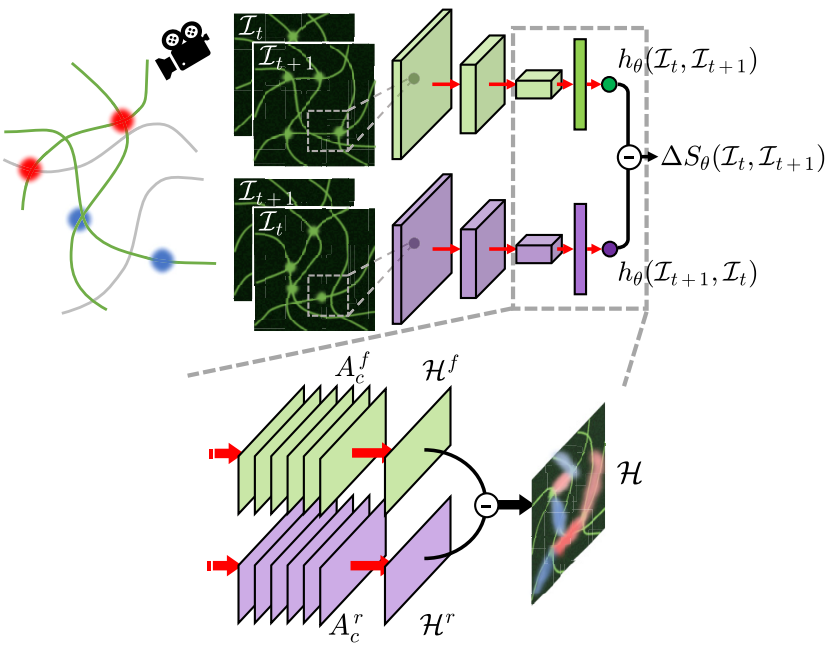 $\mathcal{I}_t$
$\mathcal{I}_{t+1}$
$h_\theta(\mathcal{I}_t, \mathcal{I}_{t+1})$
$\Delta S_\theta(\mathcal{I}_t, \mathcal{I}_{t+1})$
$\mathcal{I}_{t+1}$
$\mathcal{I}_t$
$h_\theta(\mathcal{I}_{t+1}, \mathcal{I}_t)$
$A_c^f$
$\mathcal{H}^f$
$\mathcal{H}$
$A_c^r$
$\mathcal{H}^r$